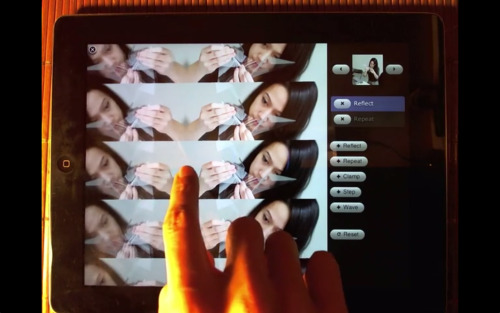 Reflect
Repeat
+ Reflect
+ Repeat
+ Clamp
+ Step
+ Wave
Reset